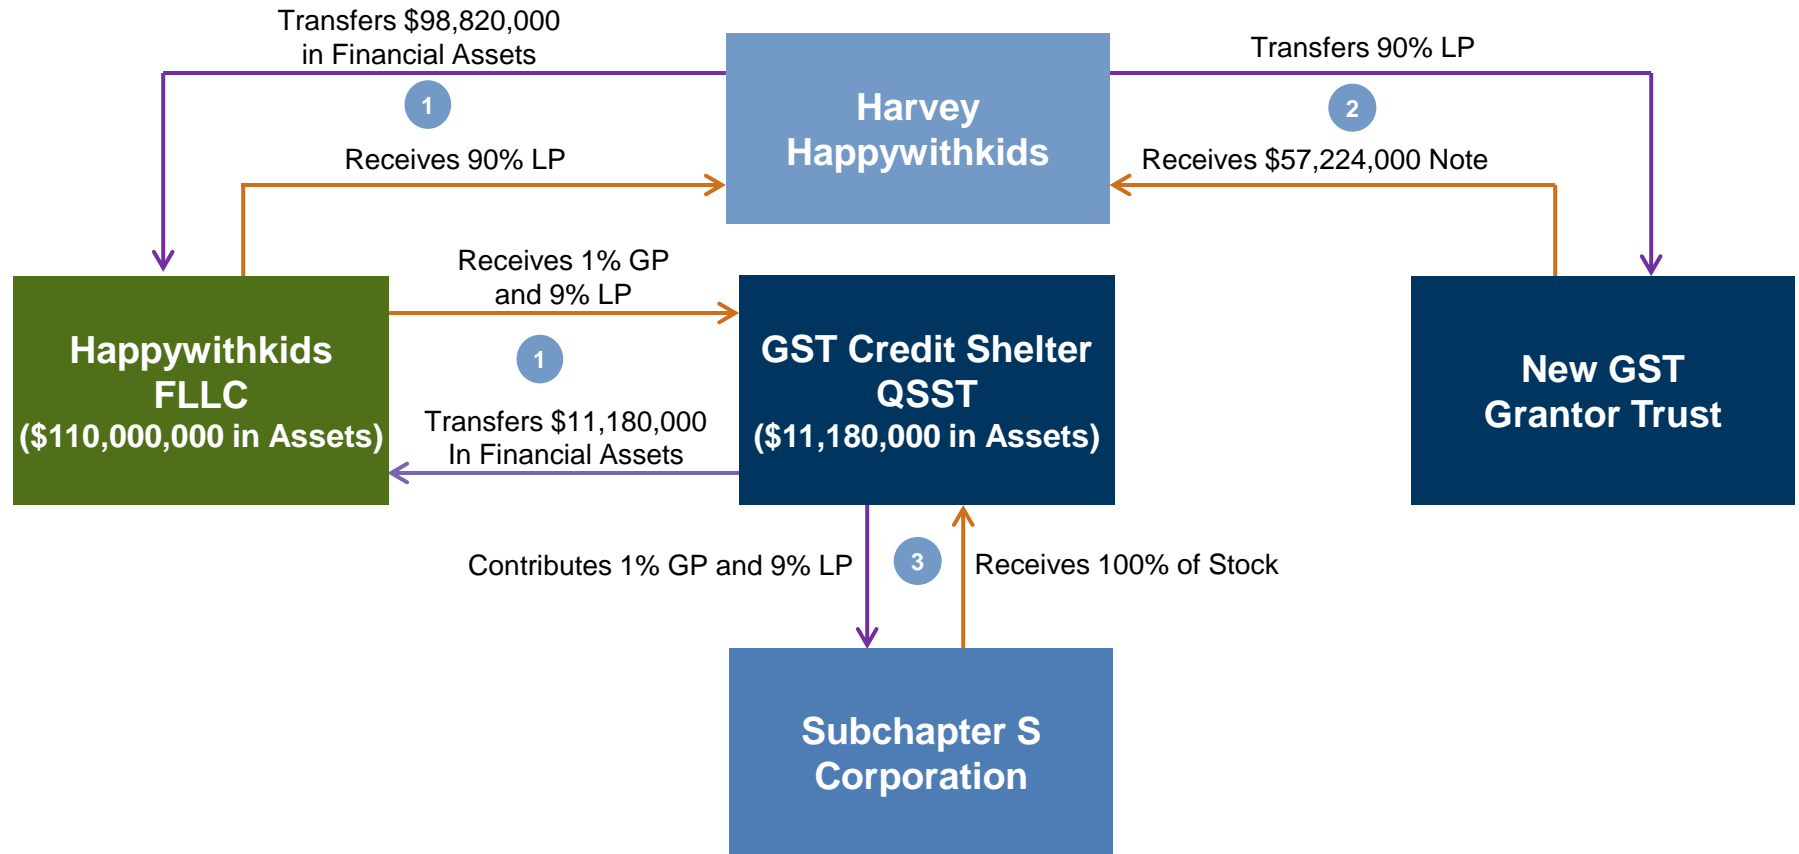 Transfers $98,820,000
in Financial Assets
1
Receives 90% LP
Harvey
Happywithkids
Transfers 90% LP
2
Receives $57,224,000 Note
Happywithkids
FLLC
($110,000,000 in Assets)
Receives 1% GP
and 9% LP
1
Transfers $11,180,000
In Financial Assets
GST Credit Shelter
QSST
($11,180,000 in Assets)
New GST
Grantor Trust
Contributes 1% GP and 9% LP
3
Receives 100% of Stock
Subchapter S
Corporation